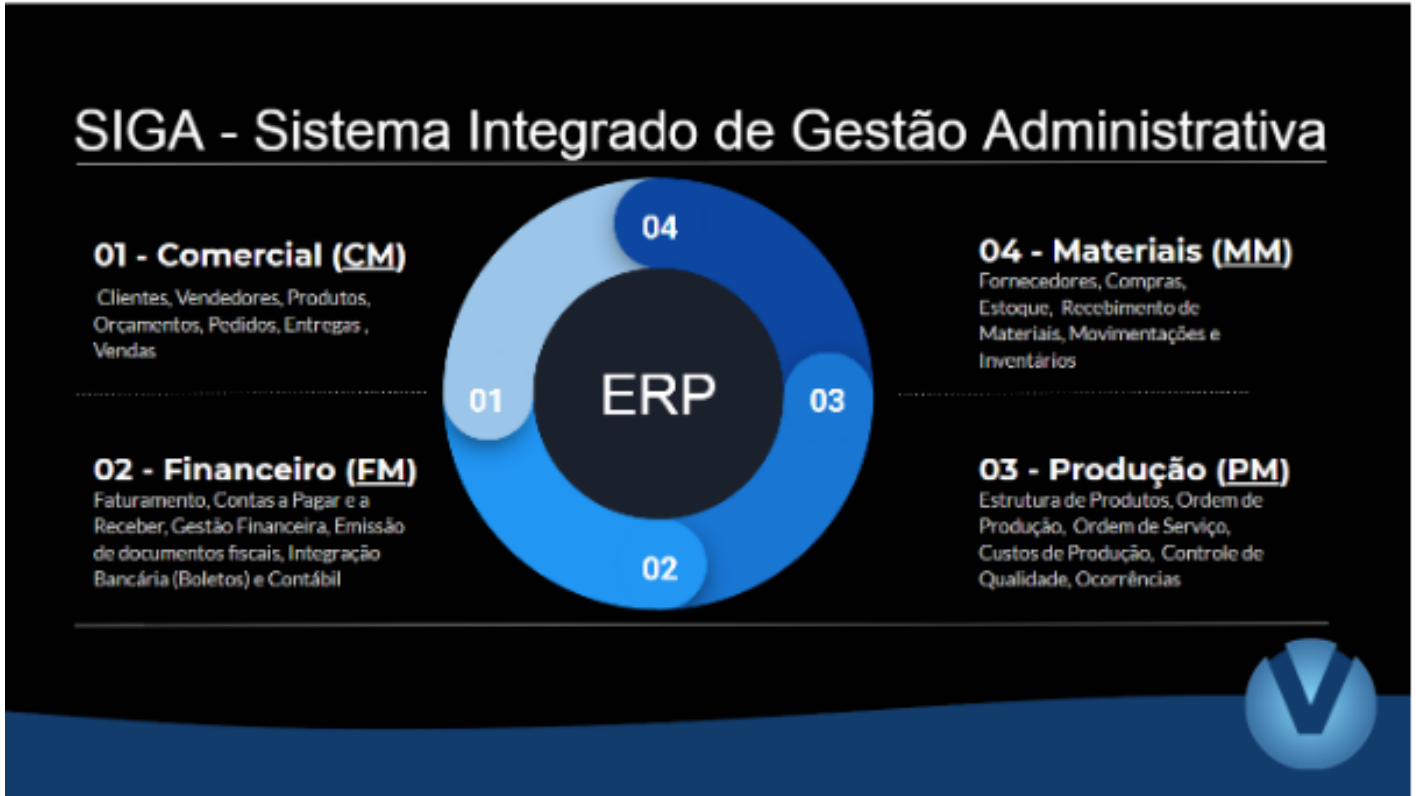 SIGA - Sistema Integrado de Gestão Administrativa
01 - Comercial (CM)
Clientes, Vendedores, Produtos,
Orçamentos, Pedidos, Entregas ,
Vendas
02 - Financeiro (FM)
Faturamento, Contas a Pagar e a
Receber, Gestão Financeira, Emissão
de documentos fiscais, Integração
Bancária (Boletos) e Contábil
04
01
ERP
03
02
04 - Materiais (MM)
Fornecedores, Compras,
Estoque, Recebimento de
Materiais, Movimentações e
Inventários
03 - Produção (PM)
Estrutura de Produtos, Ordem de
Produção, Ordem de Serviço,
Custos de Produção, Controle de
Qualidade, Ocorrências
V